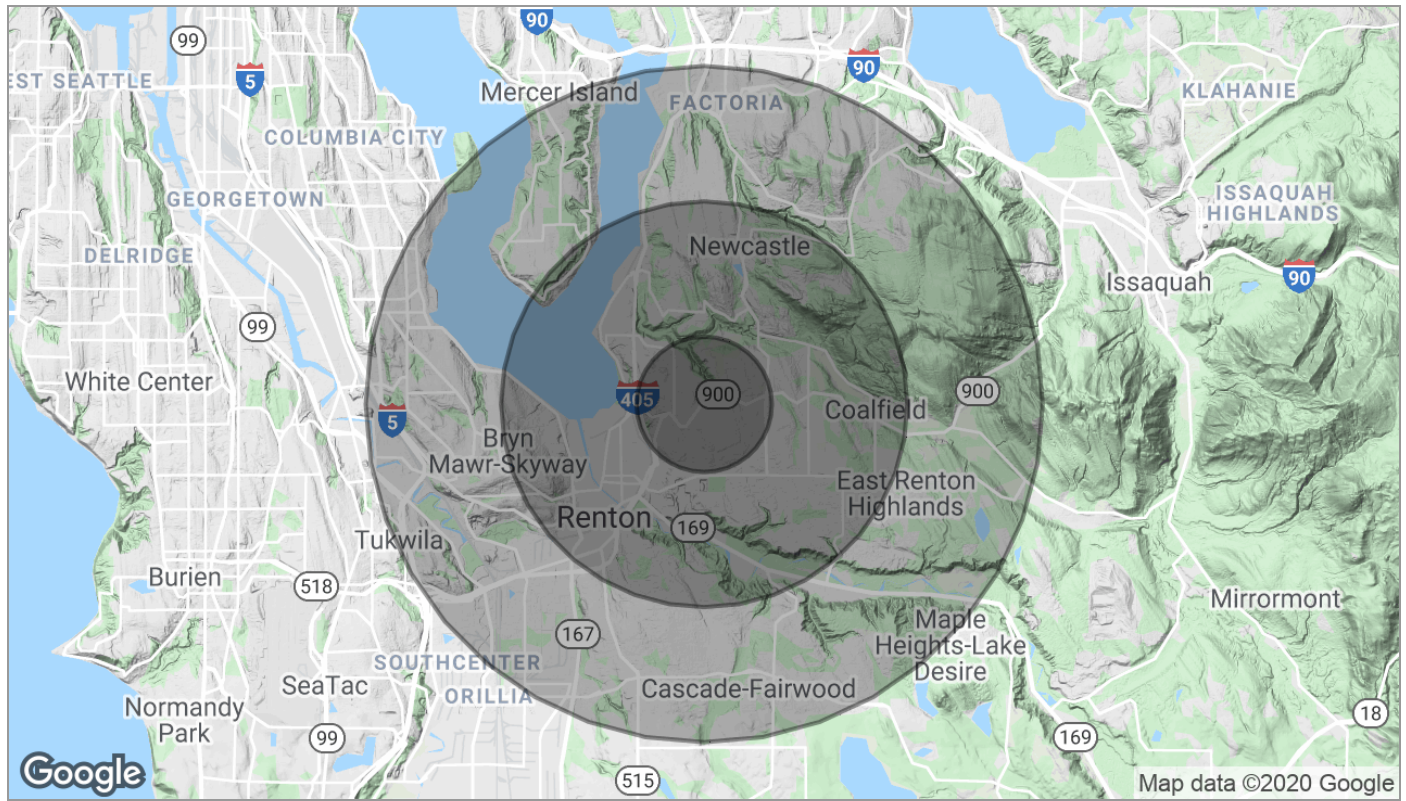 90
99
5
90
EST SEATTLE
Mercer Island
FACTORIA
KLAHANIE
COLUMBIA CITY
GEORGETOWN
ISSAQUAH
HIGHLANDS
DELRIDGE
Newcastle
Issaquah
90
99
White Center
405
900
900
5
Coalfield
Bryn
Mawr-Skyway
East Renton
Highlands
Renton
169
Tukwila
Burien
518
Mirrormont
167
Maple
Heights-Lake
Desire
SOUTHCENTER
SeaTac
ORILLIA
Cascade-Fairwood
Normandy
Park
99
18
169
Google
515
Map data ©2020 Google